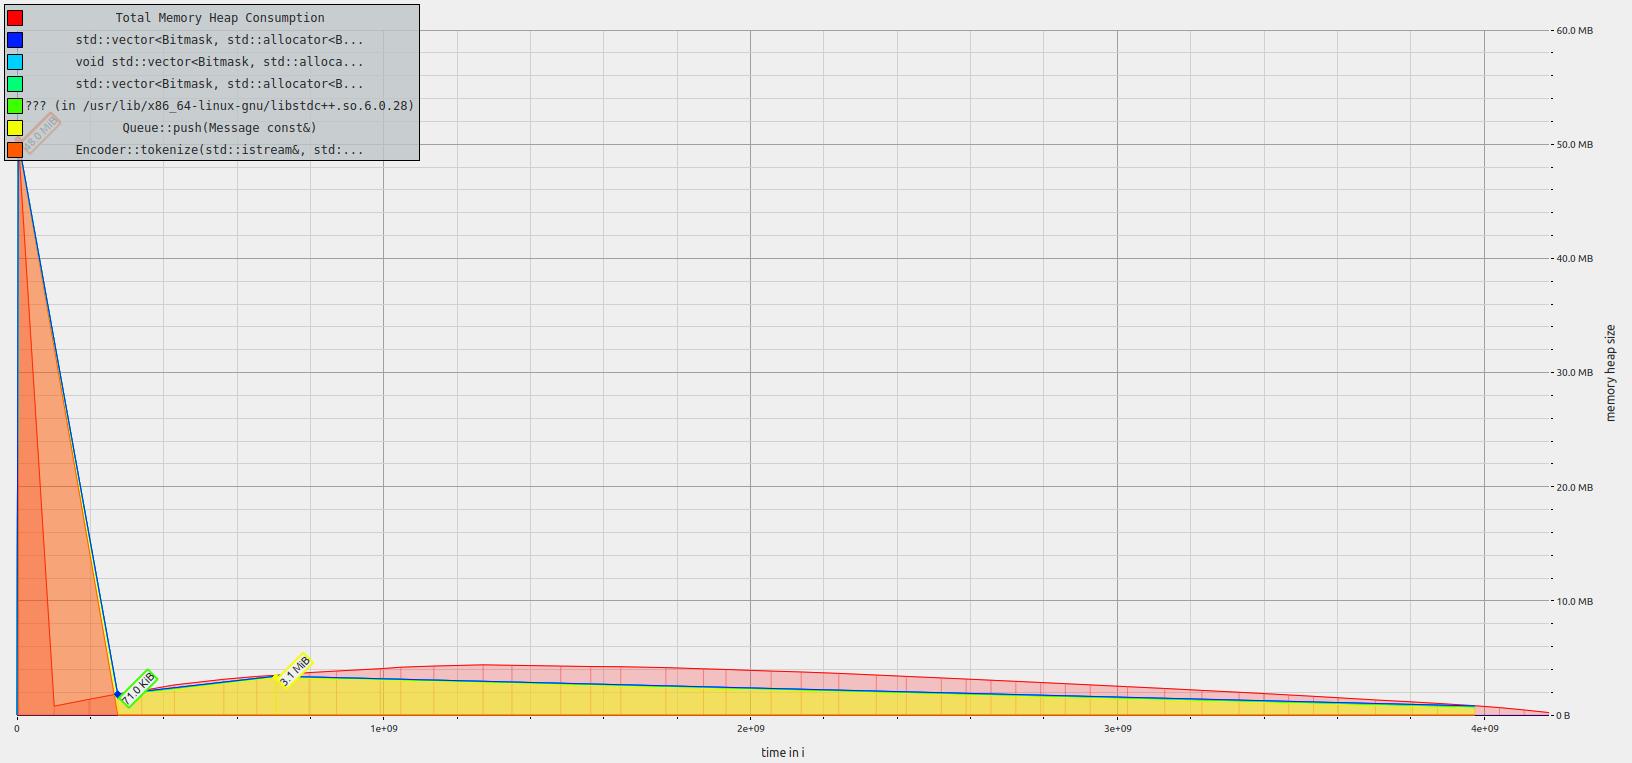 Total Memory Heap Consumption
std::vector<Bitmask, std::allocator<B...
void std::vector<Bitmask, std::alloca...
std::vector<Bitmask, std::allocator<B...
??? (in /usr/lib/x86_64-linux-gnu/libstdc++.so.6.0.28)
Queue::push(Message const&)
Encoder::tokenize(std::istream&, std:...
48.0 MiB
71.0 KiB
3.1 MiB
60.0 MB
50.0 MB
40.0 MB
30.0 MB
20.0 MB
10.0 MB
0 B
memory heap size
0
1e+09
2e+09
3e+09
4e+09
time in i